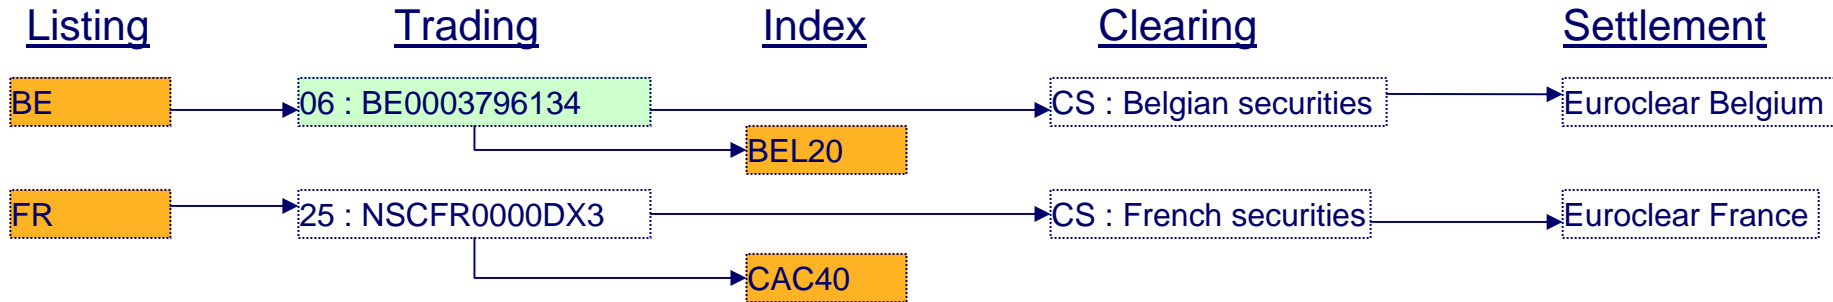 Listing Trading Index Clearing Settlement
BE 06 : BE0003796134 CS : Belgian securities Euroclear Belgium
BEL20
FR 25 : NSCFR0000DX3 CS : French securities Euroclear France
CAC40